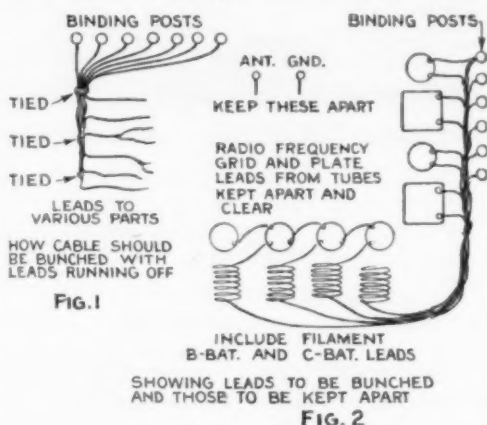 BINDING POSTS
TIED
TIED
TIED
LEADS TO
VARIOUS PARTS
HOW CABLE SHOULD
BE BUNCHED WITH
LEADS RUNNING OFF
FIG.1
BINDING POSTS
ANT. GND.
KEEP THESE APART
RADIO FREQUENCY
GRID AND PLATE
LEADS FROM TUBES
KEPT APART AND
CLEAR
INCLUDE FILAMENT
B-BAT. AND C-BAT. LEADS
SHOWING LEADS TO BE BUNCHED
AND THOSE TO BE KEPT APART
FIG. 2